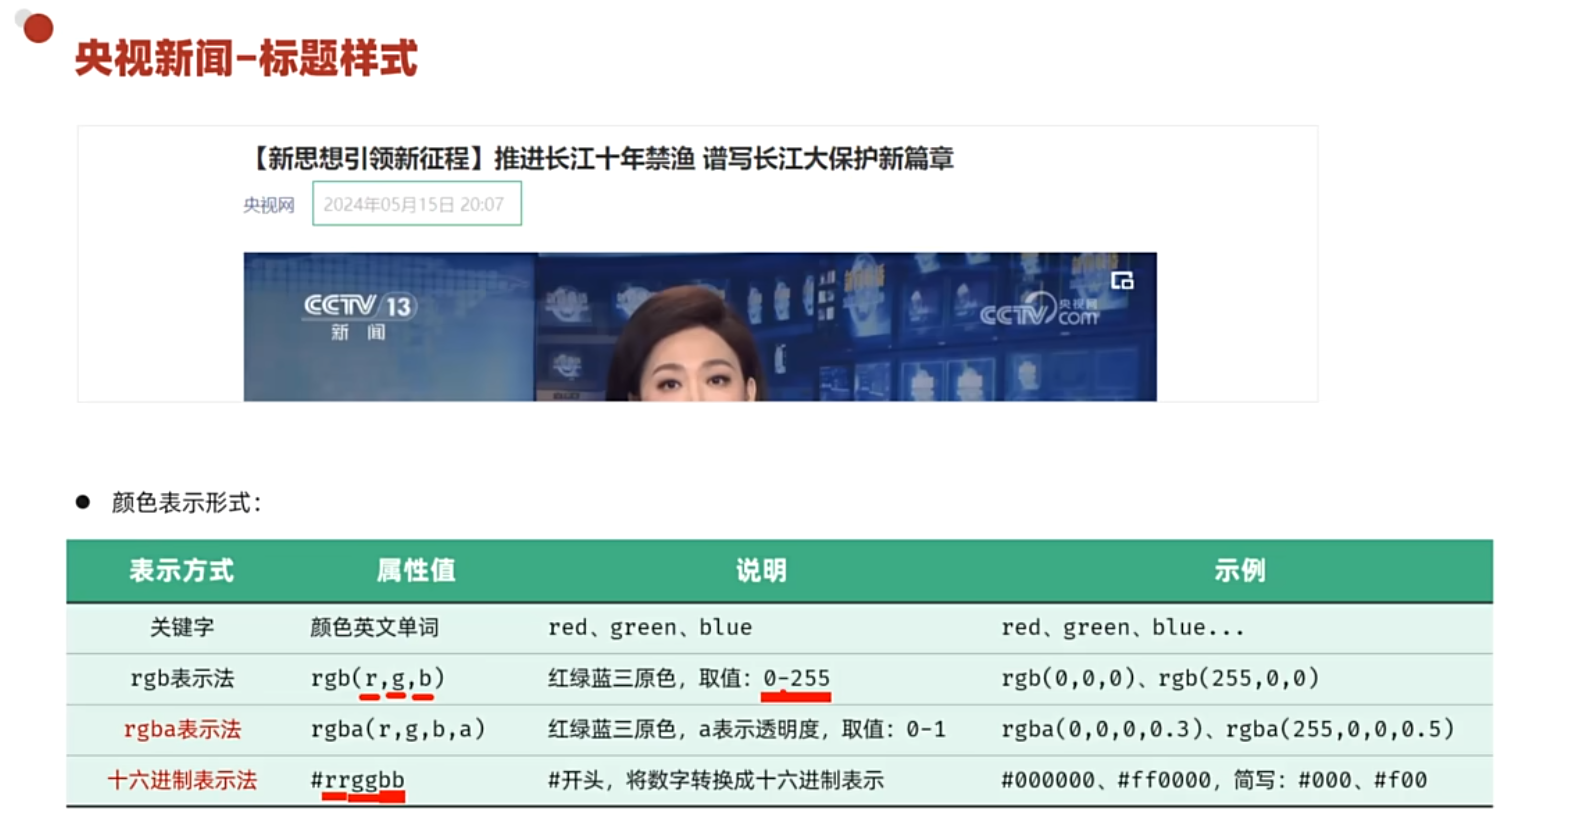 央视新闻-标题样式
【新思想引领新征程】推进长江十年禁渔 谱写长江大保护新篇章
央视网 2024年05月15日 20:07
CCTV 13
新闻
CCTV 央视网
com
颜色表示形式：
表示方式 属性值 说明 示例
关键字 颜色英文单词 red、green、blue red、green、blue...
rgb表示法 rgb(r,g,b) 红绿蓝三原色，取值：0-255 rgb(0,0,0)、rgb(255,0,0)
rgba表示法 rgba(r,g,b,a) 红绿蓝三原色，a表示透明度，取值：0-1 rgba(0,0,0,0.3)、rgba(255,0,0,0.5)
十六进制表示法 #rrggbb #开头，将数字转换成十六进制表示 #000000、#ff0000，简写：#000、#f00